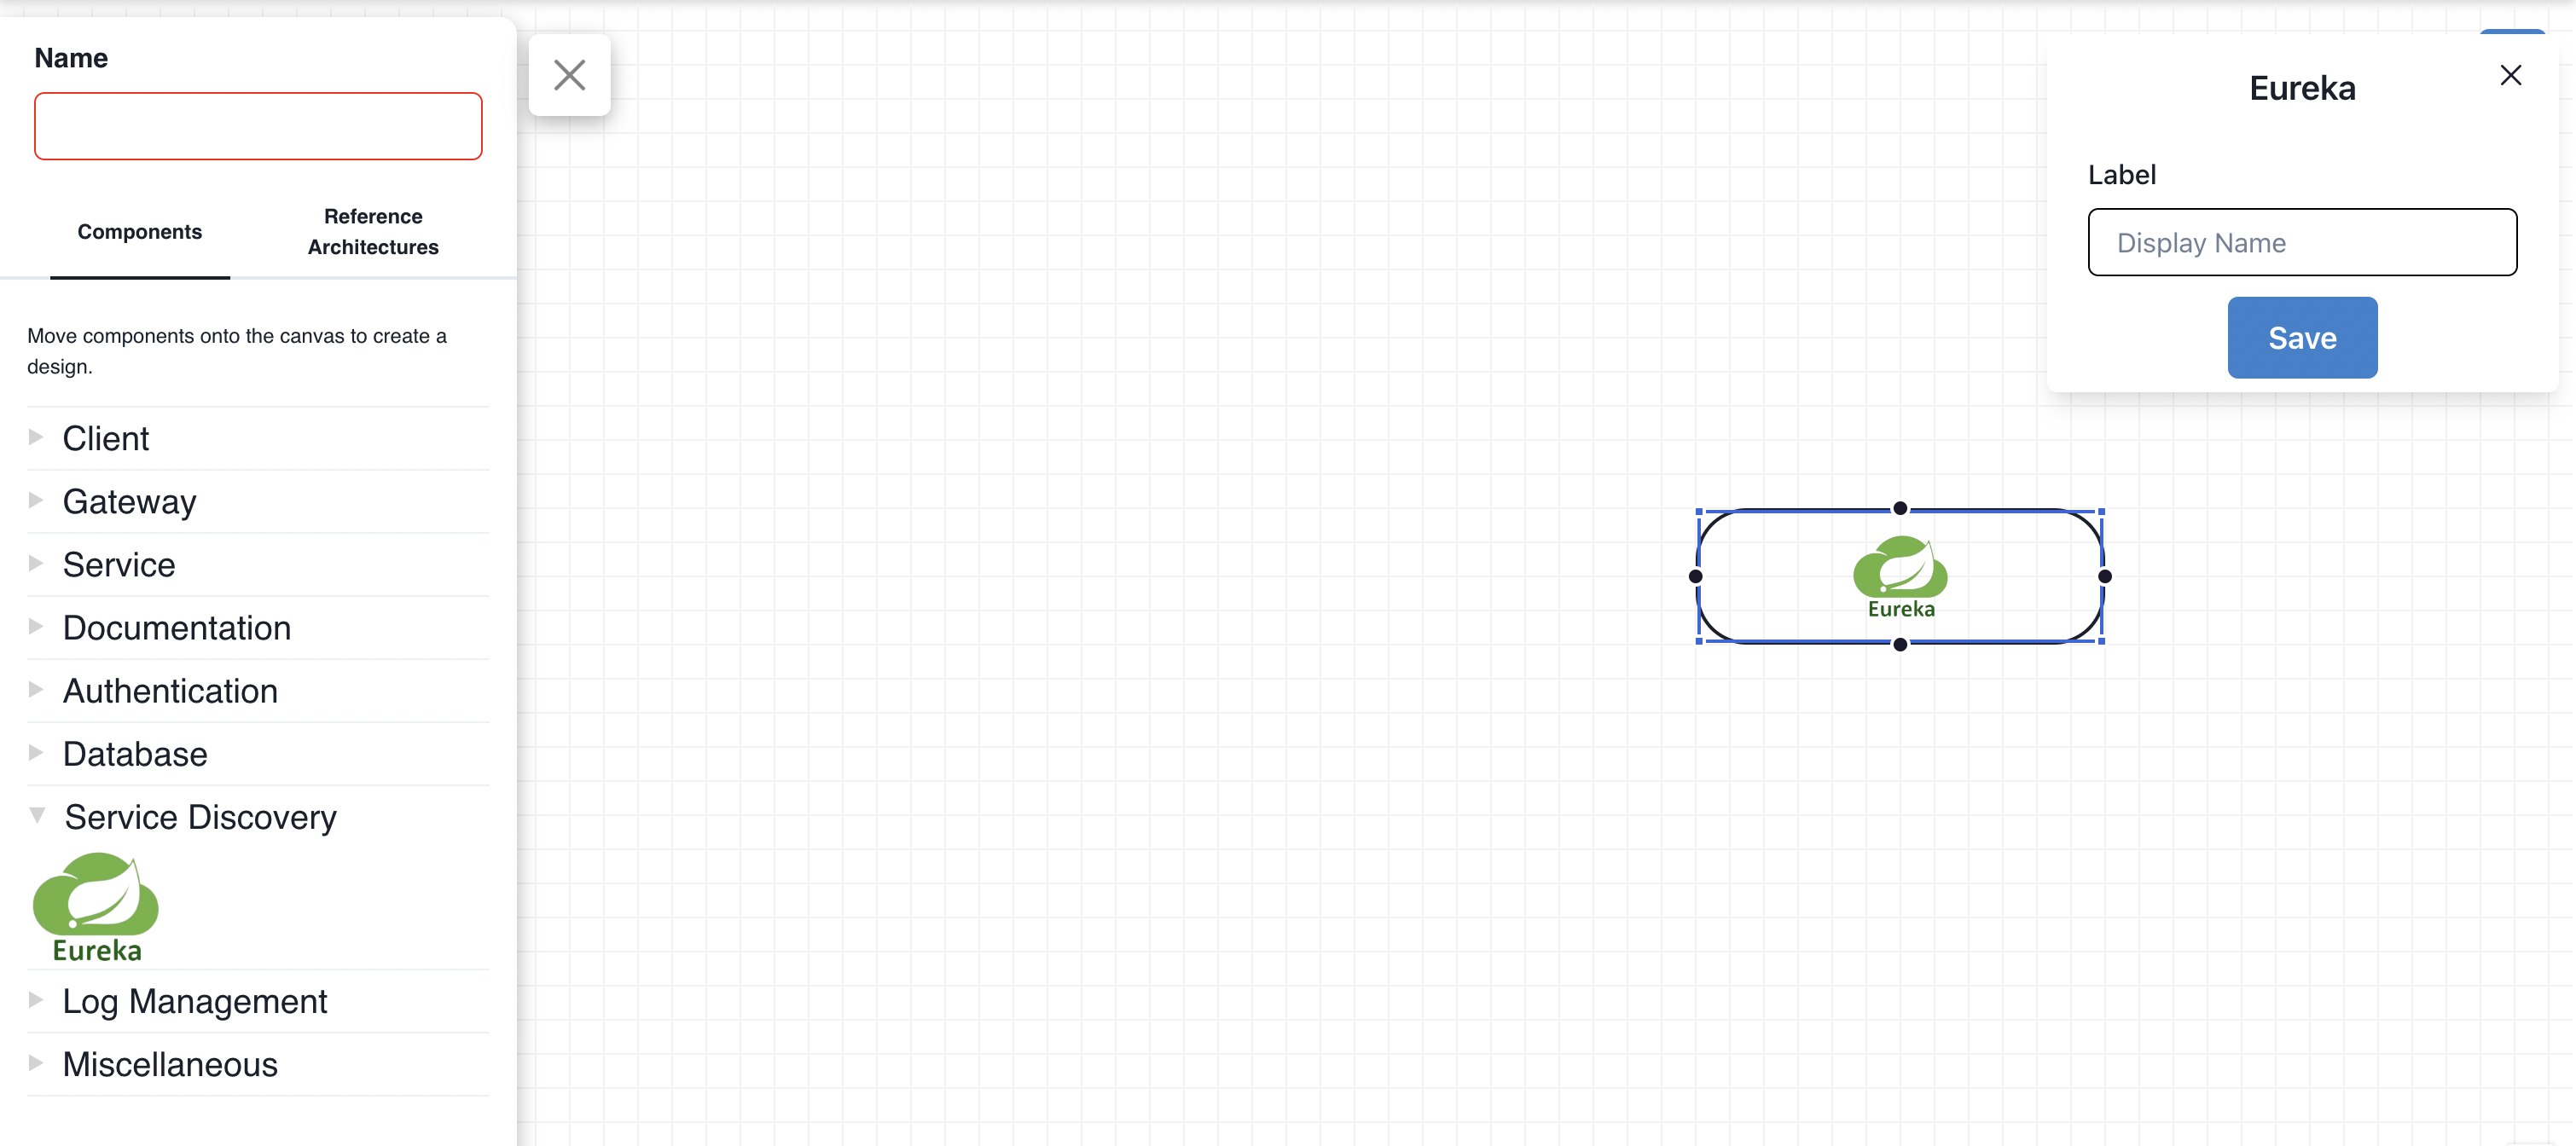 Name
Components
Reference
Architectures
Move components onto the canvas to create a
design.
Client
Gateway
Service
Documentation
Authentication
Database
Service Discovery
Eureka
Log Management
Miscellaneous
Eureka
Eureka
Label
Display Name
Save